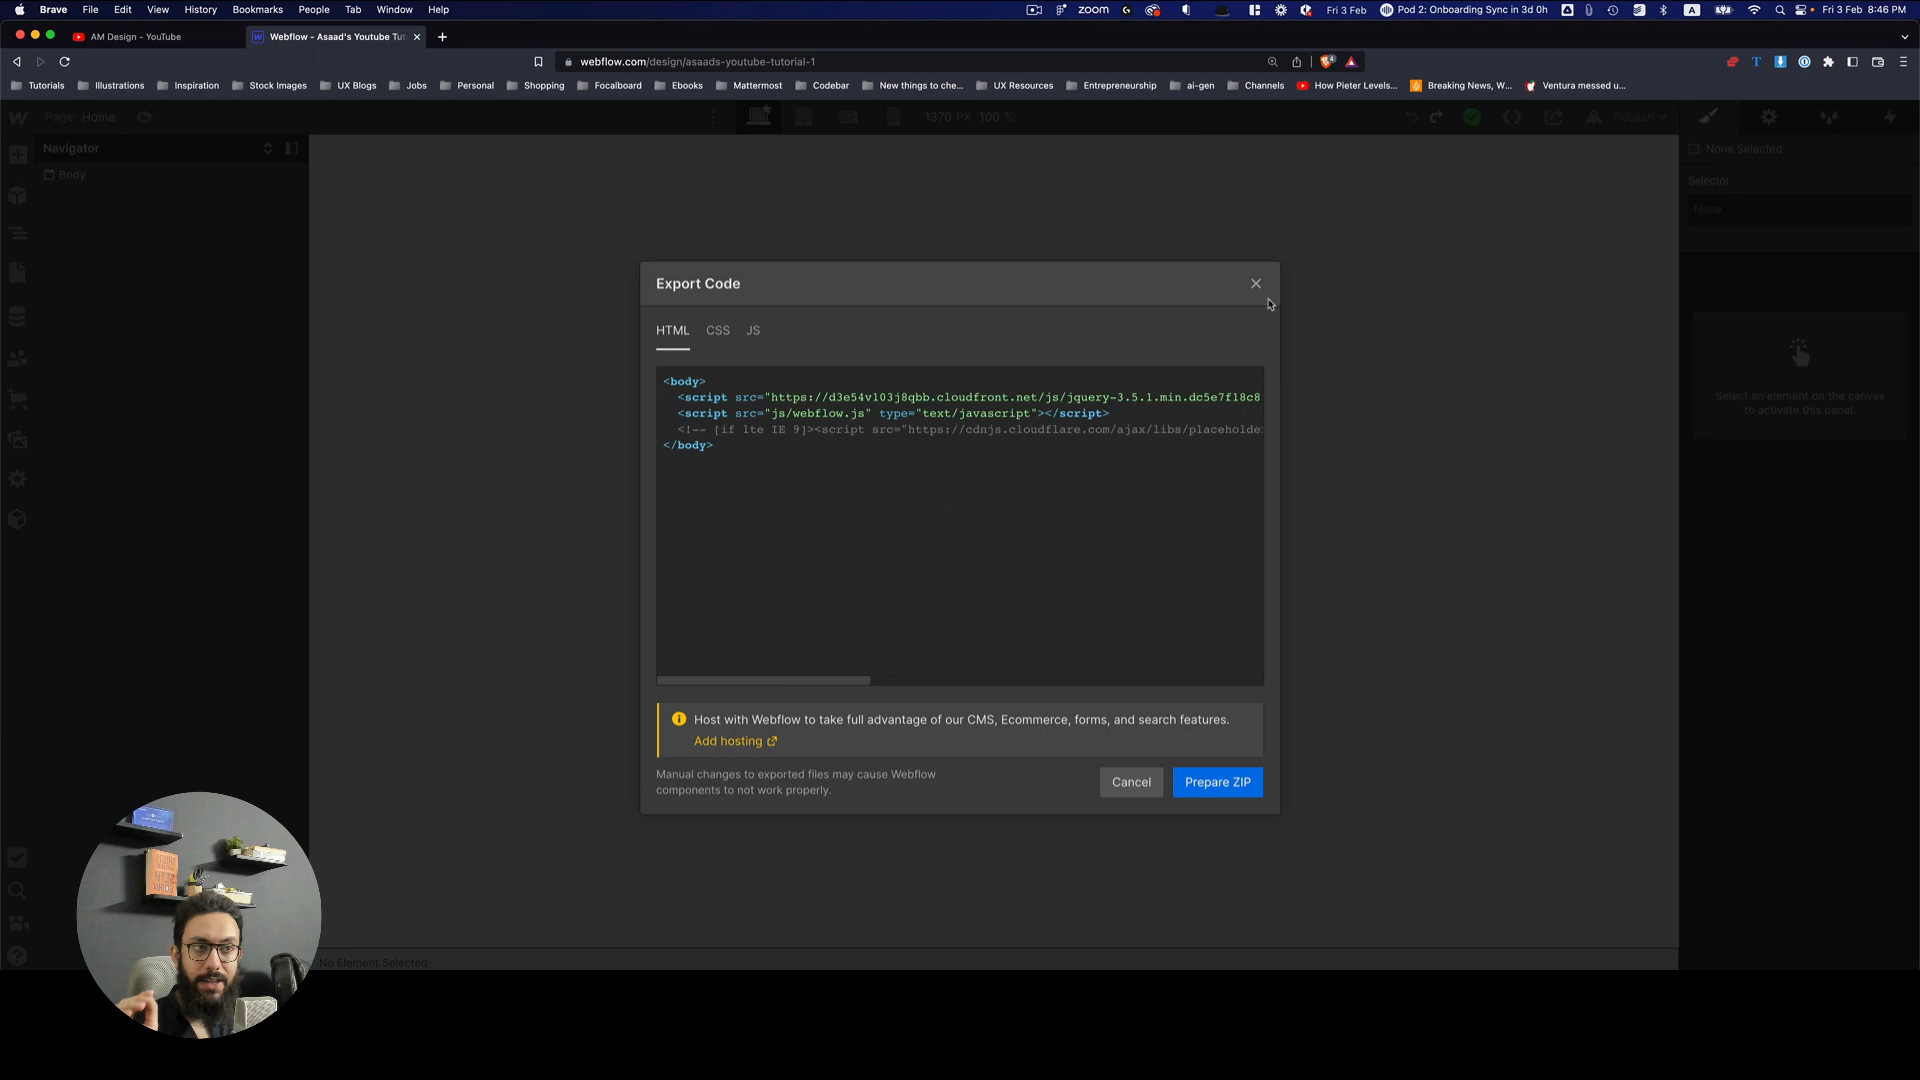 Brave File Edit View History Bookmarks People Tab Window Help
zoom Fri 3 Feb Pod 2: Onboarding Sync in 3d 0h A Fri 3 Feb 8:46 PM
AM Design - YouTube
Webflow - Asaad's Youtube Tut
webflow.com/design/asaads-youtube-tutorial-1
Tutorials Illustrations Inspiration Stock Images UX Blogs Jobs Personal Shopping Focalboard Ebooks Mattermost Codebar New things to che... UX Resources Entrepreneurship ai-gen Channels How Pieter Levels... Breaking News, W... Ventura messed u...
Page: Home
1370 PX 100 %
Publish
Navigator
Body
None Selected
Selector
None
Select an element on the canvas
to activate this panel.
Export Code
HTML CSS JS
<body>
<script src="https://d3e54v103j8qbb.cloudfront.net/js/jquery-3.5.1.min.dc5e7f18c8
<script src="js/webflow.js" type="text/javascript"></script>
<!-- [if lte IE 9]><script src="https://cdnjs.cloudflare.com/ajax/libs/placeholde
</body>
Host with Webflow to take full advantage of our CMS, Ecommerce, forms, and search features.
Add hosting
Manual changes to exported files may cause Webflow
components to not work properly.
Cancel
Prepare ZIP
No Element Selected